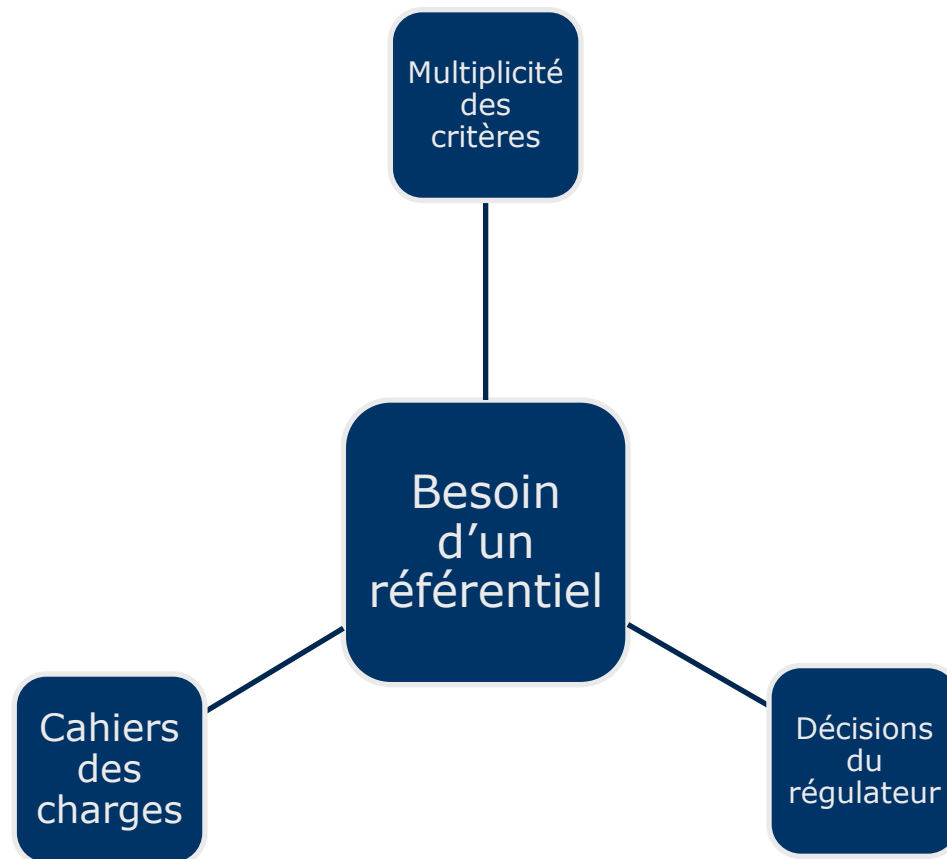 Multiplicité
des
critères
Besoin
d’un
référentiel
Cahiers
des
charges
Décisions
du
régulateur